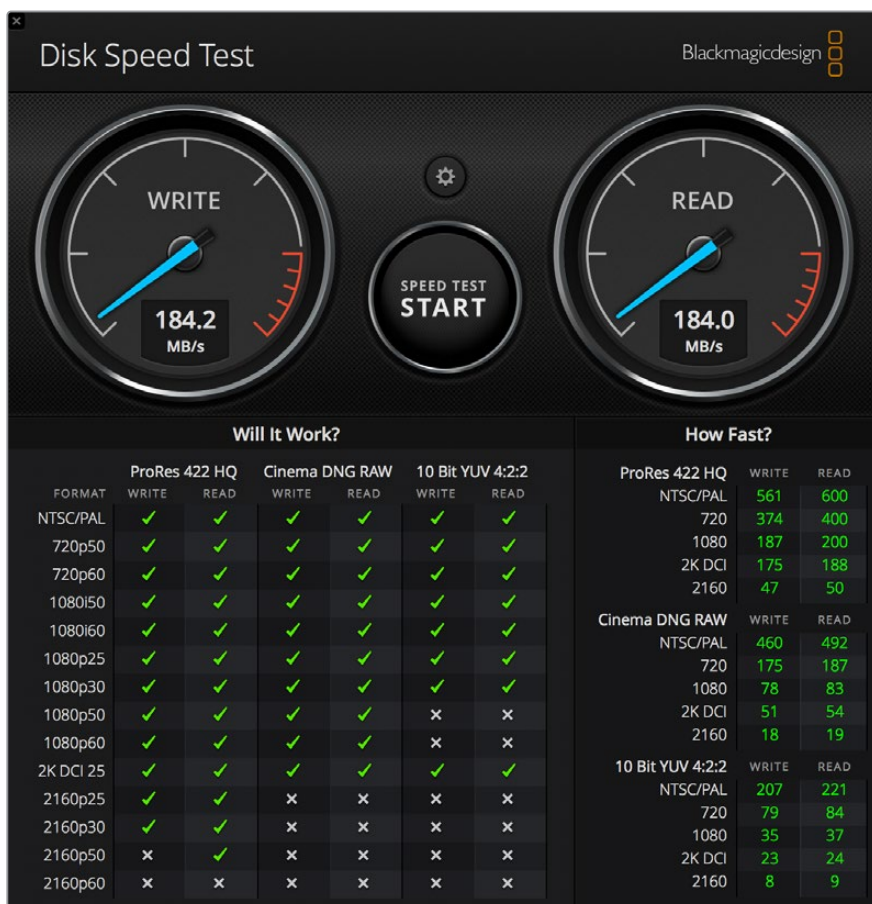 Disk Speed Test
Blackmagicdesign
WRITE
184.2
MB/s
SPEED TEST
START
READ
184.0
MB/s
Will It Work?
ProRes 422 HQ Cinema DNG RAW 10 Bit YUV 4:2:2
FORMAT WRITE READ WRITE READ WRITE READ
NTSC/PAL ✓ ✓ ✓ ✓ ✓ ✓
720p50 ✓ ✓ ✓ ✓ ✓ ✓
720p60 ✓ ✓ ✓ ✓ ✓ ✓
1080i50 ✓ ✓ ✓ ✓ ✓ ✓
1080i60 ✓ ✓ ✓ ✓ ✓ ✓
1080p25 ✓ ✓ ✓ ✓ ✓ ✓
1080p30 ✓ ✓ ✓ ✓ ✓ ✓
1080p50 ✓ ✓ ✓ ✓ × ×
1080p60 ✓ ✓ ✓ ✓ × ×
2K DCI 25 ✓ ✓ ✓ ✓ ✓ ✓
2160p25 ✓ ✓ × × × ×
2160p30 ✓ ✓ × × × ×
2160p50 × ✓ × × × ×
2160p60 × × × × × ×
How Fast?
ProRes 422 HQ WRITE READ
NTSC/PAL 561 600
720 374 400
1080 187 200
2K DCI 175 188
2160 47 50
Cinema DNG RAW WRITE READ
NTSC/PAL 460 492
720 175 187
1080 78 83
2K DCI 51 54
2160 18 19
10 Bit YUV 4:2:2 WRITE READ
NTSC/PAL 207 221
720 79 84
1080 35 37
2K DCI 23 24
2160 8 9